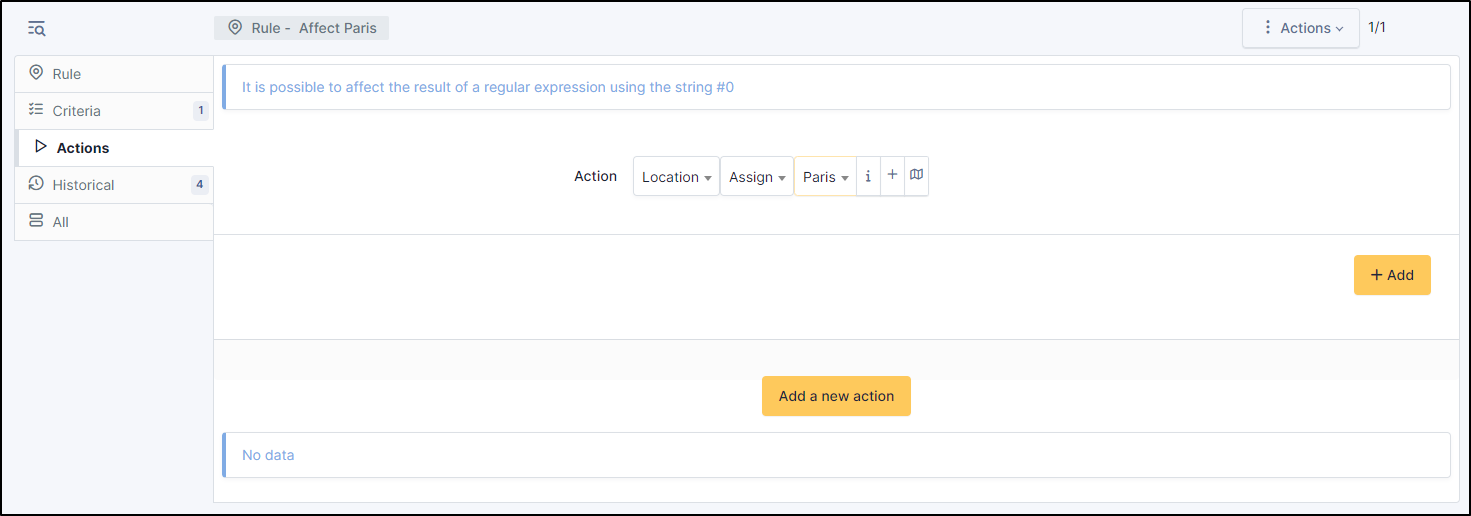 Rule - Affect Paris
Actions 1/1
Rule
Criteria 1
Actions
Historical 4
All
It is possible to affect the result of a regular expression using the string #0
Action Location Assign Paris
+ Add
Add a new action
No data